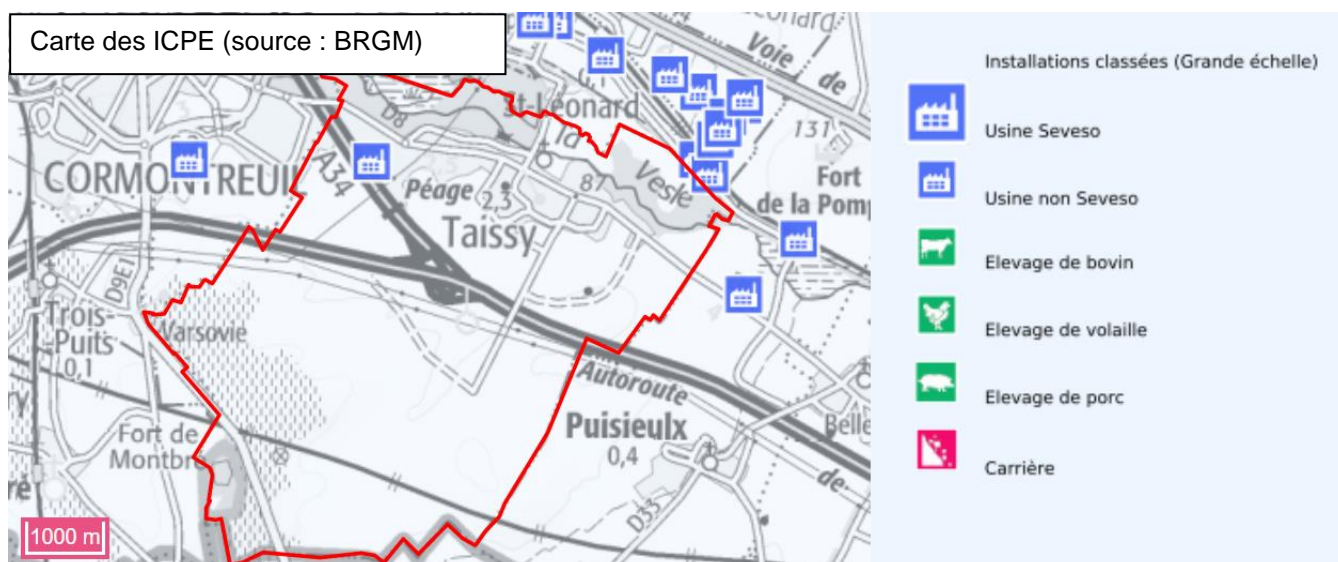 Carte des ICPE (source : BRGM)
Léonard
Voie de
St-Léonard
D8
la
131
A34
CORMONTREUIL
Péage
2,3
87
Vesle
Fort
de la Pomp
Taissy
D9E1
Trois-
Puits
0,1
Varsovie
Autoroute
Puisieulx
0,4
Belle
de
Fort de
Montbré
D33
1000 m
Installations classées (Grande échelle)
Usine Seveso
Usine non Seveso
Elevage de bovin
Elevage de volaille
Elevage de porc
Carrière